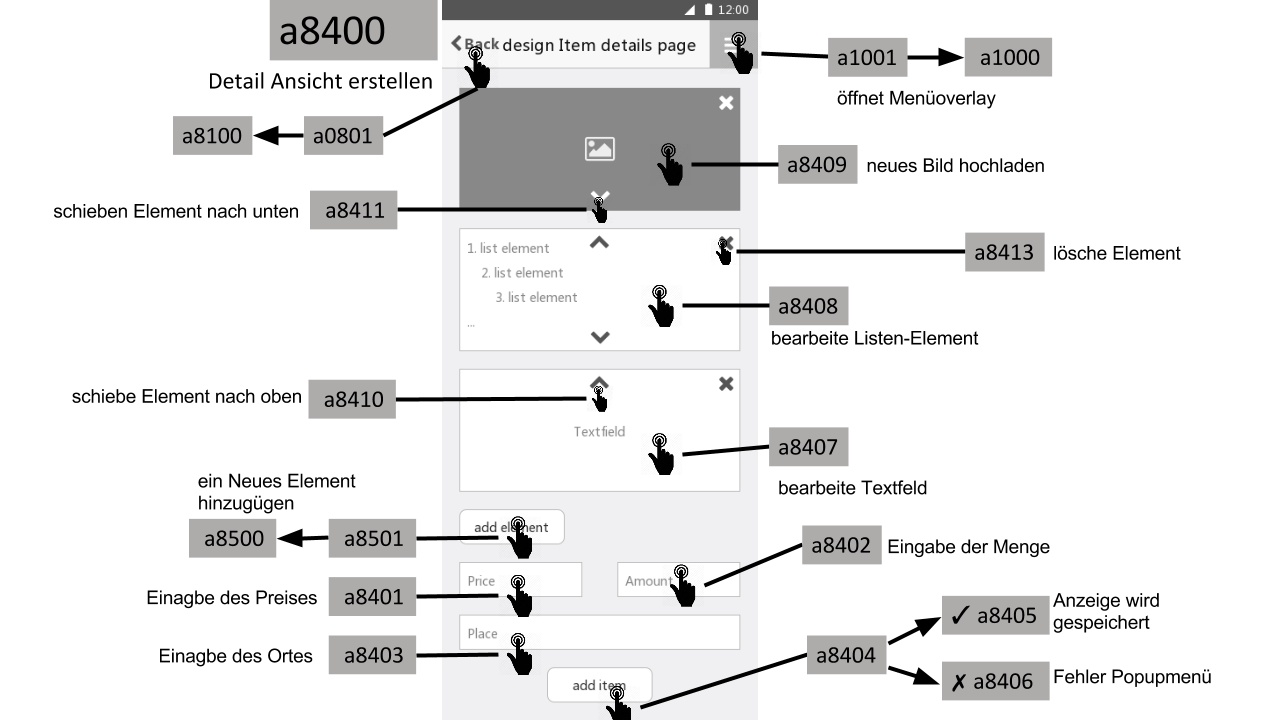 a8400
12:00
Back design Item details page
Detail Ansicht erstellen
a1001
a1000
öffnet Menüoverlay
a8100
a0801
a8409
neues Bild hochladen
schieben Element nach unten
a8411
1. list element
2. list element
3. list element
...
a8413
lösche Element
a8408
bearbeite Listen-Element
schiebe Element nach oben
a8410
Textfield
a8407
bearbeite Textfeld
ein Neues Element
hinzugügen
a8500
a8501
add element
a8402
Eingabe der Menge
Einagbe des Preises
a8401
Price
Amount
✓ a8405
Anzeige wird
gespeichert
Einagbe des Ortes
a8403
Place
a8404
✗ a8406
Fehler Popupmenü
add item